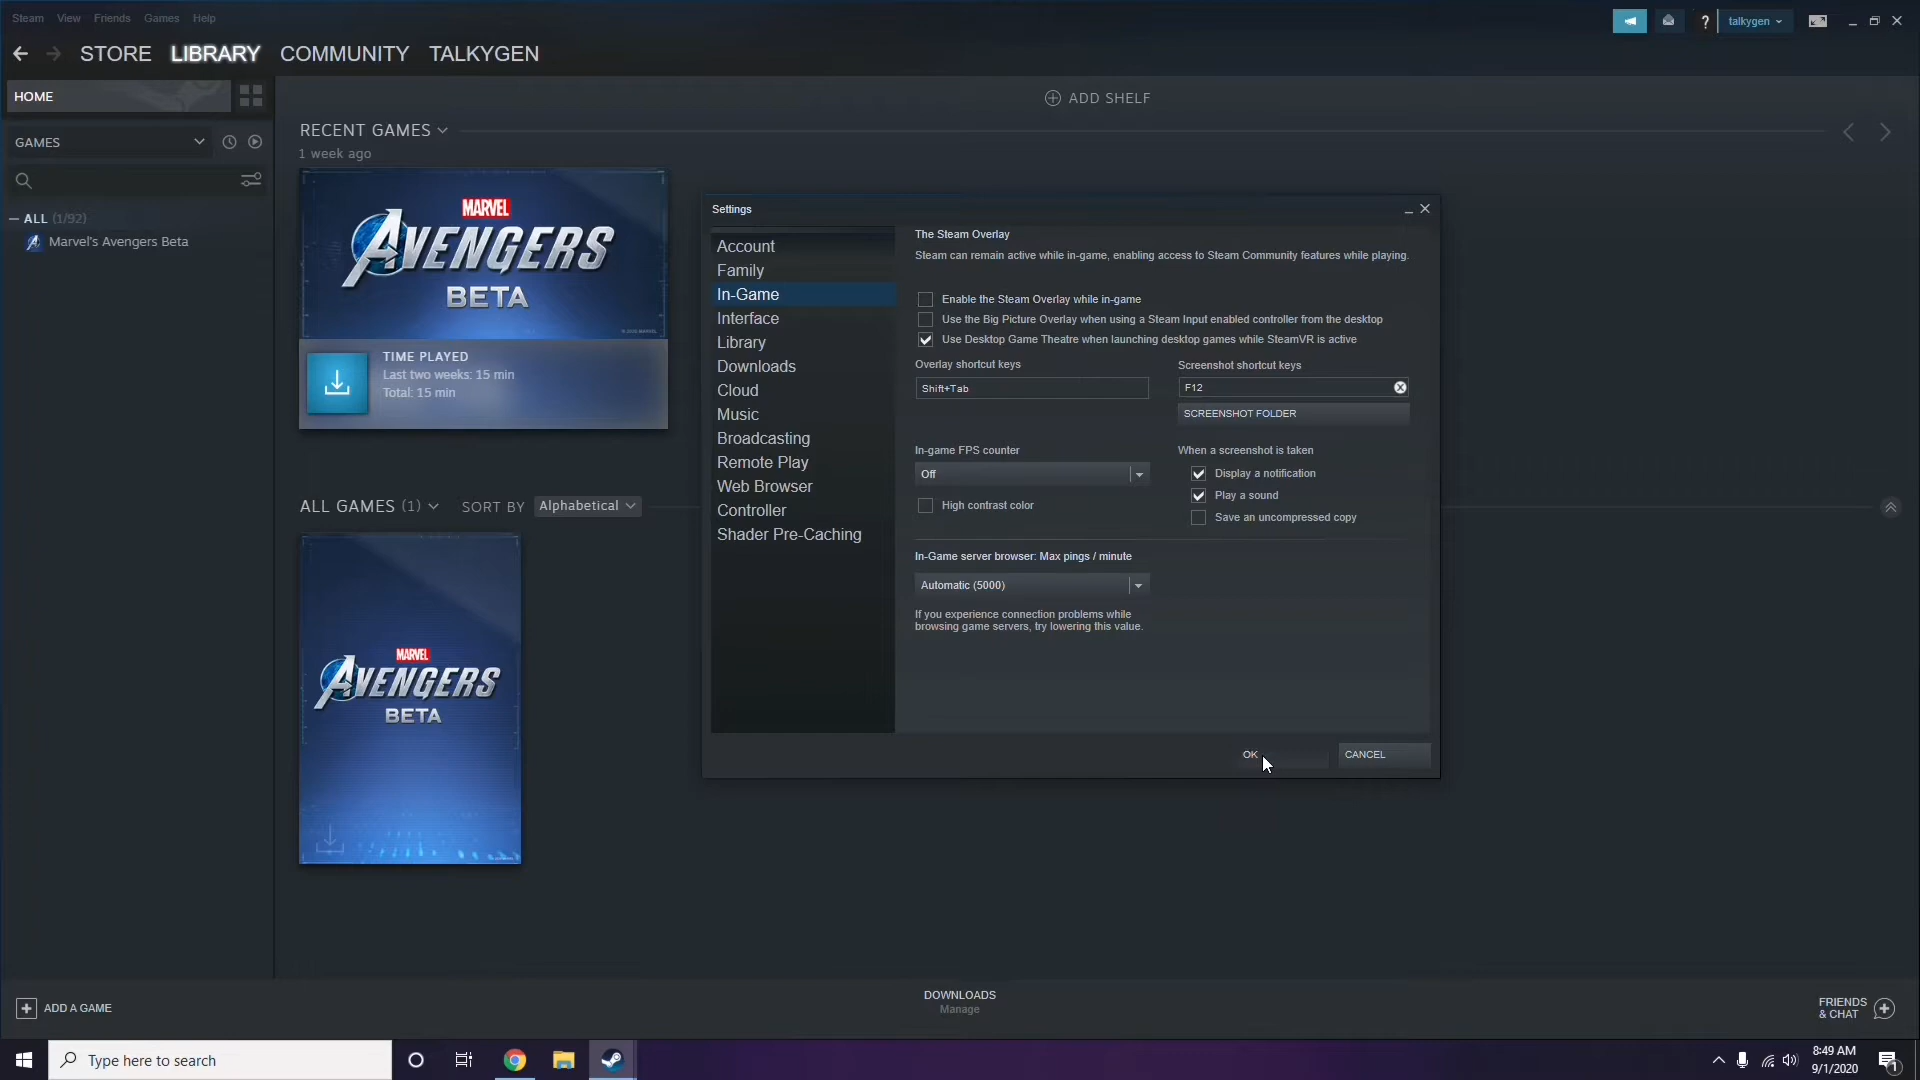 Steam View Friends Games Help
? talkygen
STORE LIBRARY COMMUNITY TALKYGEN
HOME
ADD SHELF
GAMES
RECENT GAMES
1 week ago
ALL (1/92)
Marvel's Avengers Beta
MARVEL
AVENGERS
BETA
TIME PLAYED
Last two weeks: 15 min
Total: 15 min
ALL GAMES (1) SORT BY Alphabetical
MARVEL
AVENGERS
BETA
Settings
Account
Family
In-Game
Interface
Library
Downloads
Cloud
Music
Broadcasting
Remote Play
Web Browser
Controller
Shader Pre-Caching
The Steam Overlay
Steam can remain active while in-game, enabling access to Steam Community features while playing.
Enable the Steam Overlay while in-game
Use the Big Picture Overlay when using a Steam Input enabled controller from the desktop
Use Desktop Game Theatre when launching desktop games while SteamVR is active
Overlay shortcut keys
Shift+Tab
Screenshot shortcut keys
F12
SCREENSHOT FOLDER
In-game FPS counter
Off
High contrast color
When a screenshot is taken
Display a notification
Play a sound
Save an uncompressed copy
In-Game server browser: Max pings / minute
Automatic (5000)
If you experience connection problems while
browsing game servers, try lowering this value.
OK
CANCEL
ADD A GAME
DOWNLOADS
Manage
FRIENDS
& CHAT
Type here to search
8:49 AM
9/1/2020
1